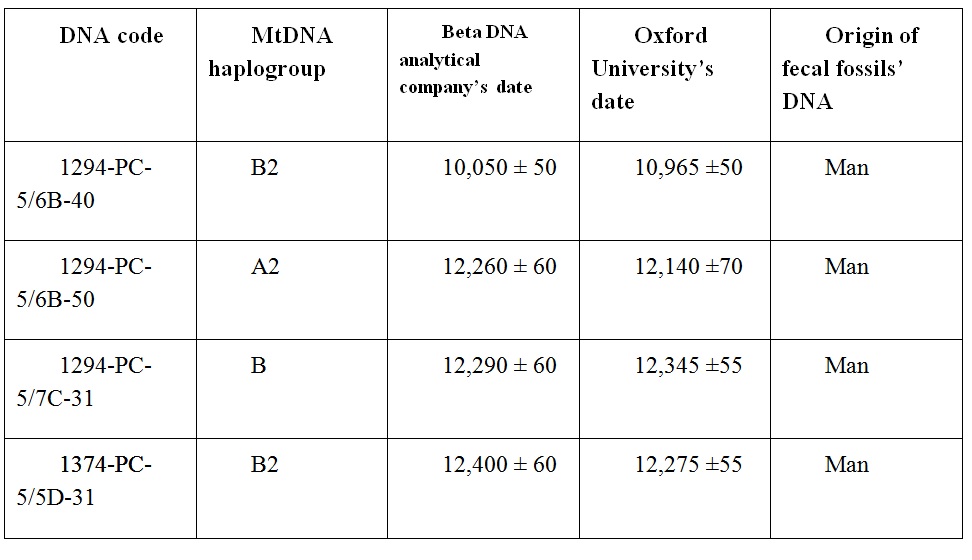 DNA code
MtDNA
haplogroup
Beta DNA
analytical
company's date
Oxford
University's
date
Origin of
fecal fossils'
DNA
1294-PC-
5/6B-40
B2
10,050 ± 50
10,965 ±50
Man
1294-PC-
5/6B-50
A2
12,260 ± 60
12,140 ±70
Man
1294-PC-
5/7C-31
B
12,290 ± 60
12,345 ±55
Man
1374-PC-
5/5D-31
B2
12,400 ± 60
12,275 ±55
Man